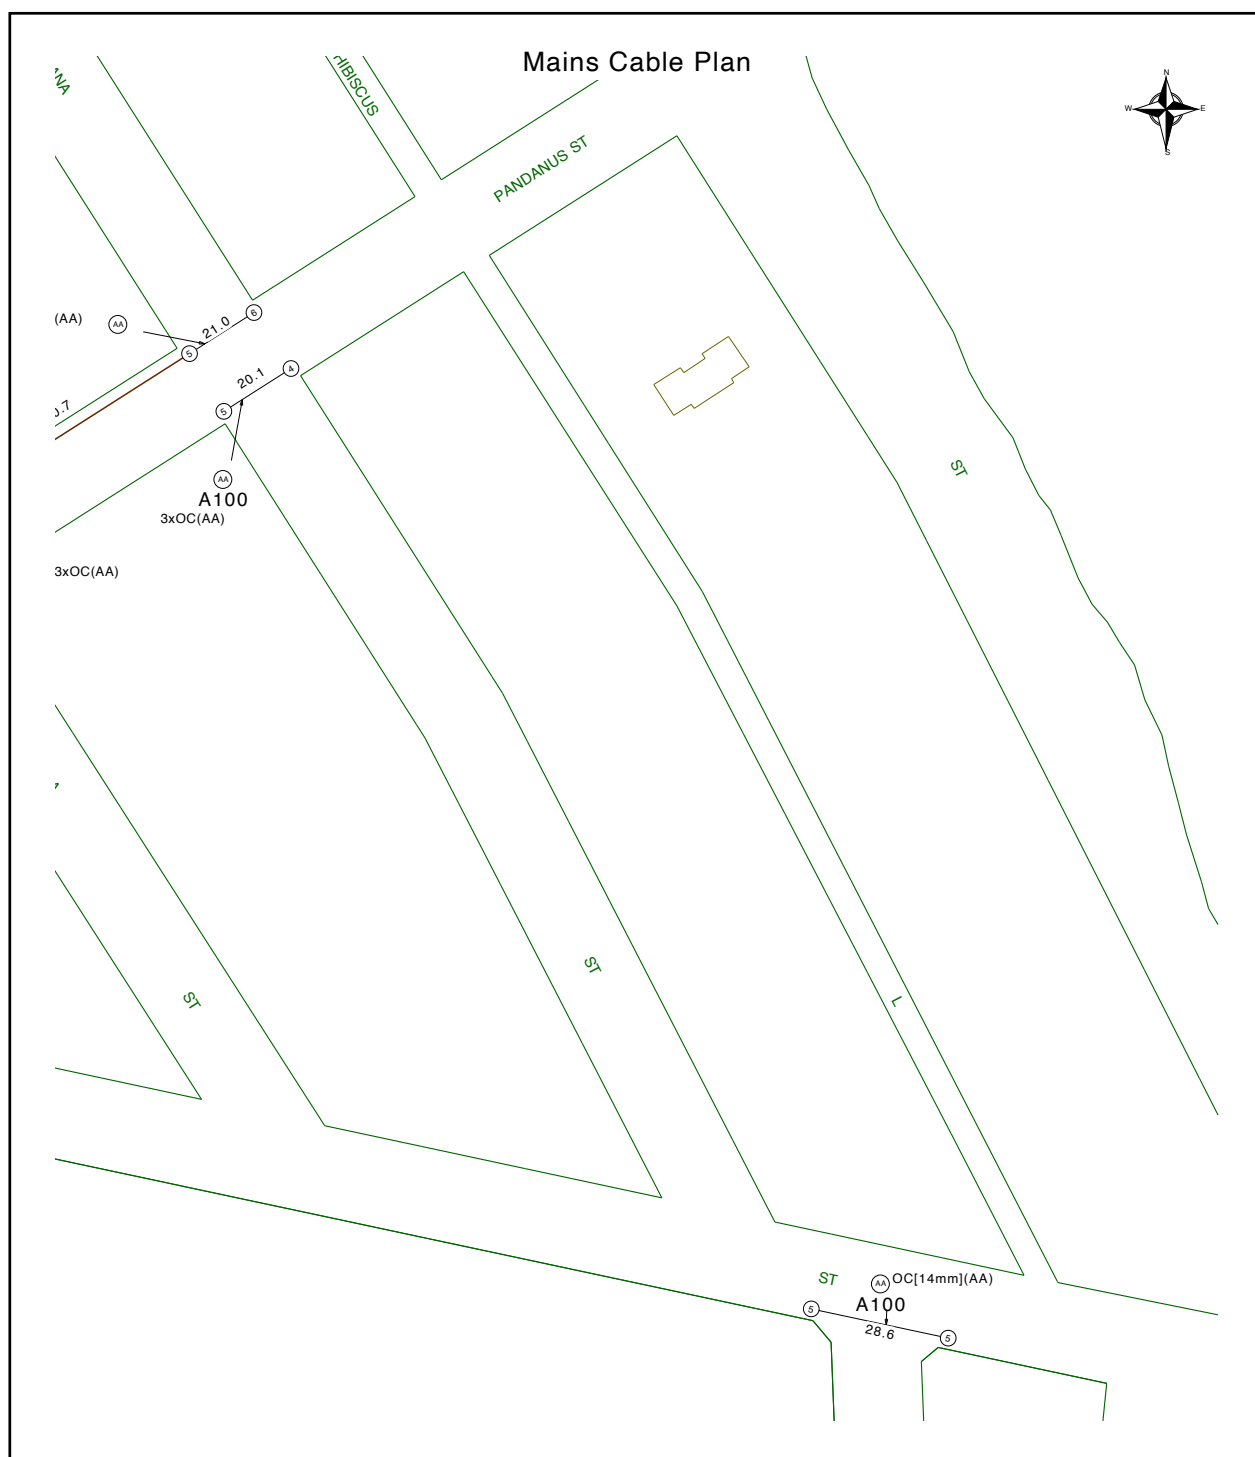 Mains Cable Plan
N
W
E
S
HIBISCUS
PANDANUS ST
(AA)
AA
21.0
6
5
20.1
4
5
AA
A100
3xOC(AA)
3xOC(AA)
ST
ST
ST
L
ST
AA
OC[14mm](AA)
A100
5
28.6
5